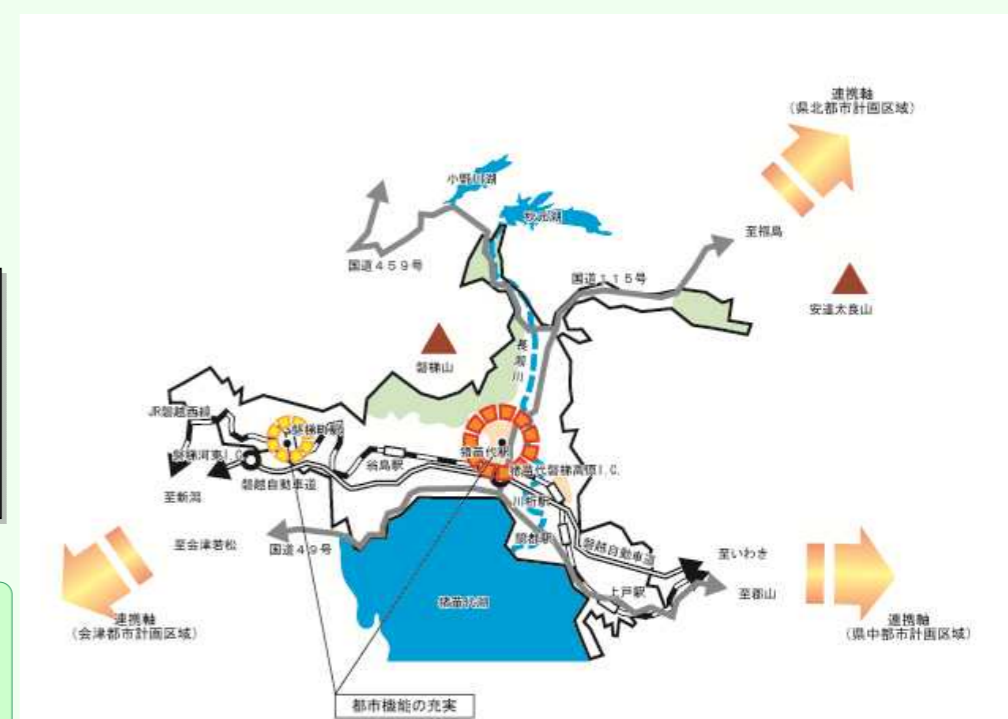 連携軸
（県北都市計画区域）
小野川湖
秋元湖
至福島
国道４５９号
国道１１５号
安達太良山
長瀬川
磐梯山
JR磐越西線
磐梯町駅
猪苗代駅
磐梯河東I.C.
翁島駅
猪苗代磐梯高原I.C.
磐越自動車道
至新潟
川桁駅
至会津若松
国道４９号
関都駅
磐越自動車道
至いわき
上戸駅
至郡山
猪苗代湖
連携軸
（会津都市計画区域）
連携軸
（県中都市計画区域）
都市機能の充実